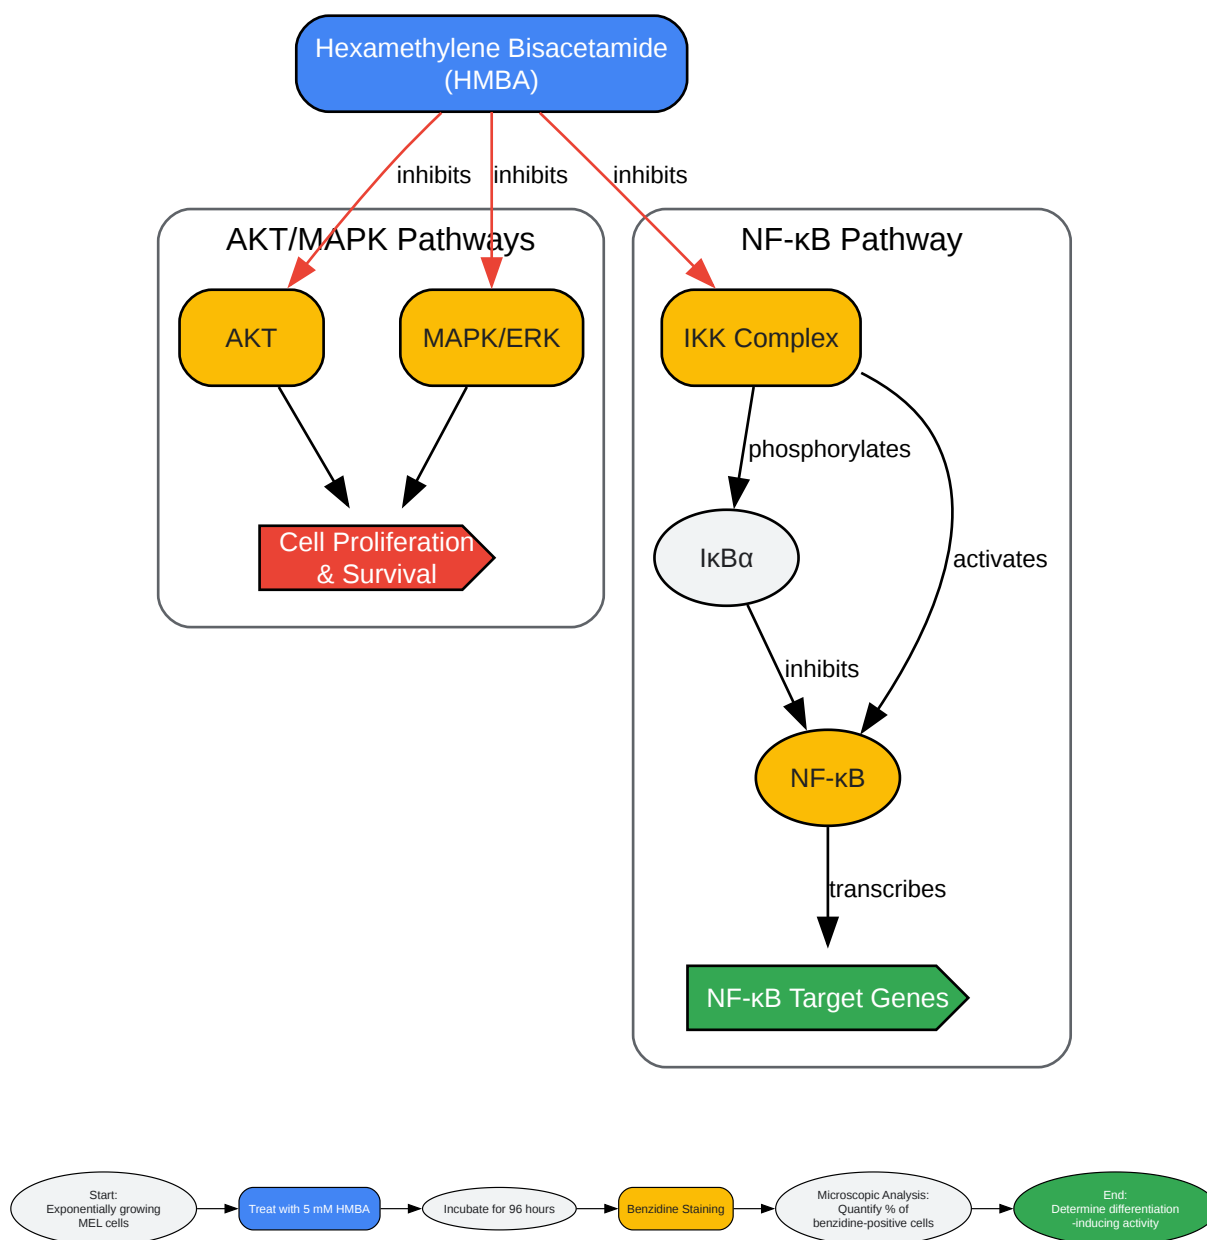 Hexamethylene Bisacetamide
(HMBA)
inhibits
inhibits
inhibits
AKT/MAPK Pathways
NF-κB Pathway
AKT
MAPK/ERK
IKK Complex
phosphorylates
Cell Proliferation
& Survival
IκBα
activates
inhibits
NF-κB
transcribes
NF-κB Target Genes
Start:
Exponentially growing
MEL cells
Treat with 5 mM HMBA
Incubate for 96 hours
Benzidine Staining
Microscopic Analysis:
Quantify % of
benzidine-positive cells
End:
Determine differentiation
-inducing activity